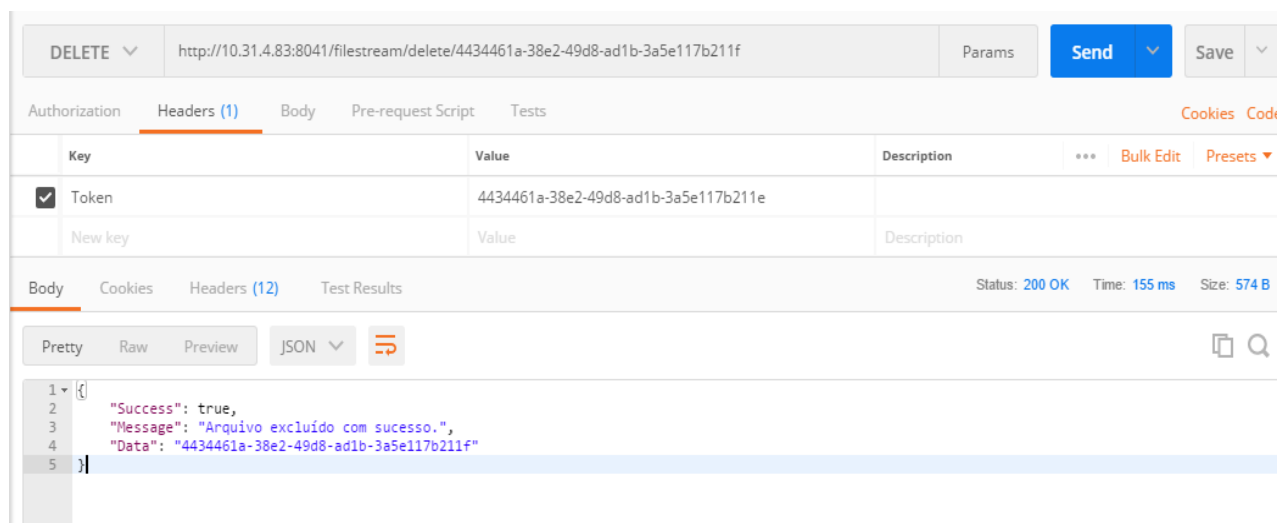 DELETE http://10.31.4.83:8041/filestream/delete/4434461a-38e2-49d8-ad1b-3a5e117b211f Params Send Save
Authorization Headers (1) Body Pre-request Script Tests Cookies Code
Key Value Description ••• Bulk Edit Presets
Token 4434461a-38e2-49d8-ad1b-3a5e117b211e
New key Value Description
Body Cookies Headers (12) Test Results Status: 200 OK Time: 155 ms Size: 574 B
Pretty Raw Preview JSON
1 {
2 "Success": true,
3 "Message": "Arquivo excluído com sucesso.",
4 "Data": "4434461a-38e2-49d8-ad1b-3a5e117b211f"
5 }